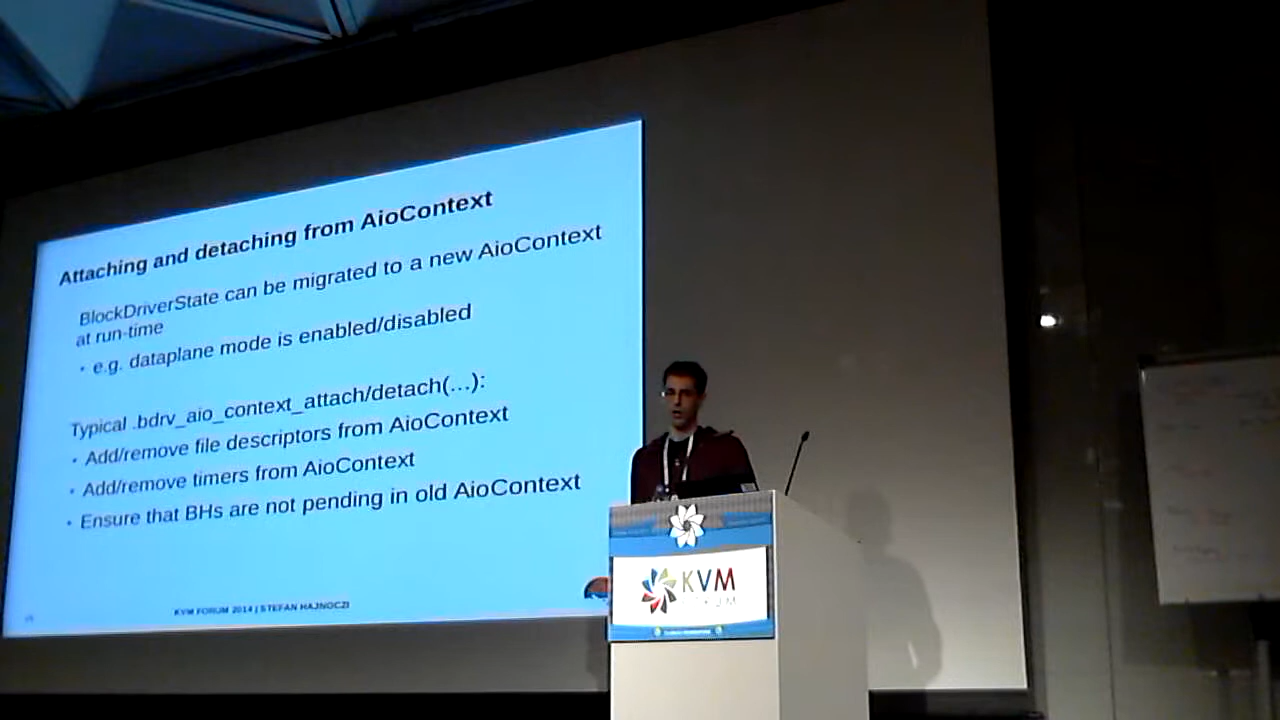 Attaching and detaching from AioContext
BlockDriverState can be migrated to a new AioContext
at run-time
• e.g. dataplane mode is enabled/disabled
Typical .bdrv_aio_context_attach/detach(...):
• Add/remove file descriptors from AioContext
• Add/remove timers from AioContext
• Ensure that BHs are not pending in old AioContext
KVM FORUM 2014 | STEFAN HAJNOCZI
KVM